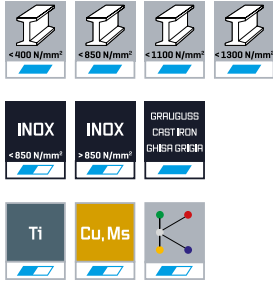 <400 N/mm² <850 N/mm² <1100 N/mm² <1300 N/mm²
INOX INOX GRAUGUSS
CAST IRON
GHISA GRIGIA
<850 N/mm² >850 N/mm²
Ti Cu, Ms